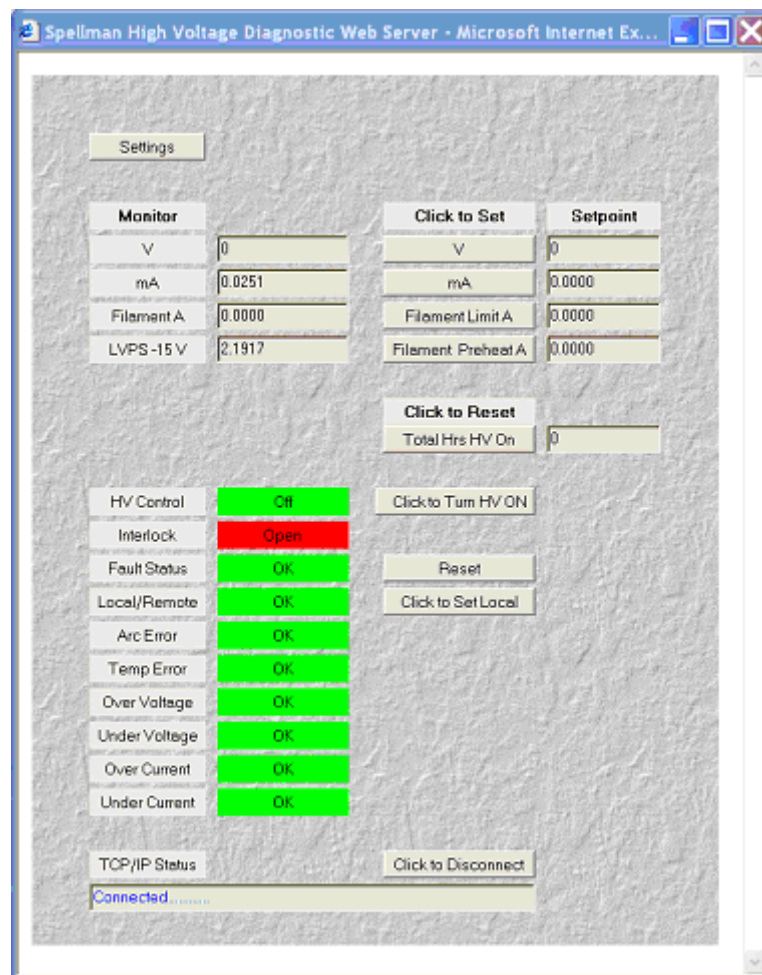 Spellman High Voltage Diagnostic Web Server - Microsoft Internet Ex...
Settings
Monitor Click to Set Setpoint
V 0 V 0
mA 0.0251 mA 0.0000
Filament A 0.0000 Filament Limit A 0.0000
LVPS -15 V 2.1917 Filament Preheat A 0.0000
Click to Reset
Total Hrs HV On 0
HV Control Off Click to Turn HV ON
Interlock Open
Fault Status OK Reset
Local/Remote OK Click to Set Local
Arc Error OK
Temp Error OK
Over Voltage OK
Under Voltage OK
Over Current OK
Under Current OK
TCP/IP Status Click to Disconnect
Connected..........